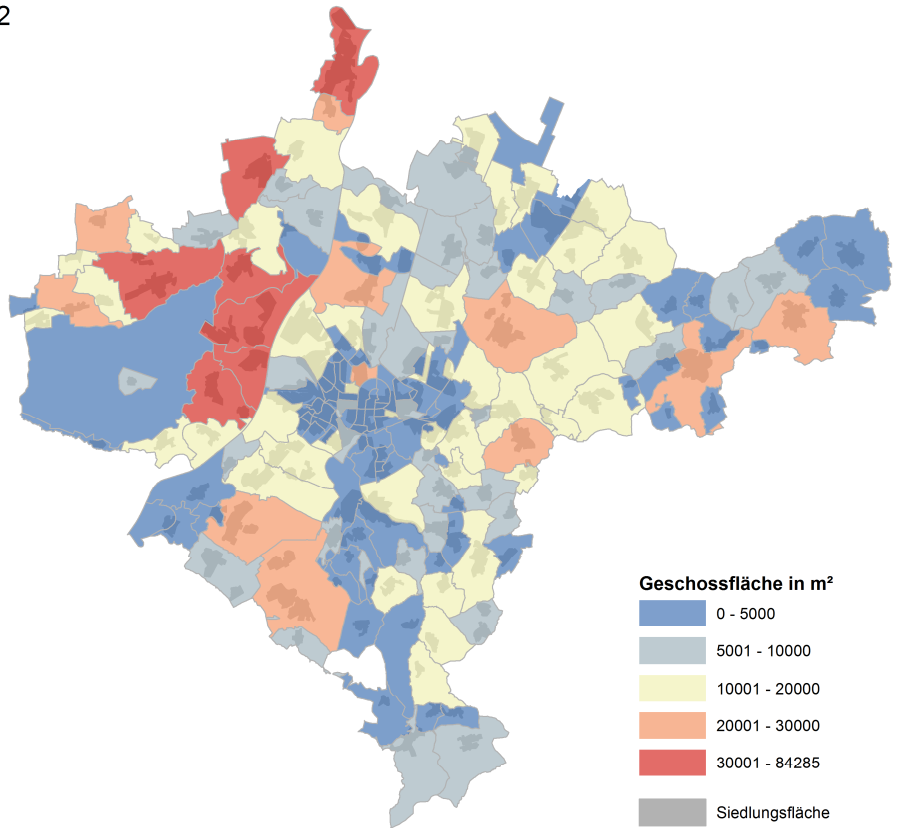 2
Geschossfläche in m²
0 - 5000
5001 - 10000
10001 - 20000
20001 - 30000
30001 - 84285
Siedlungsfläche